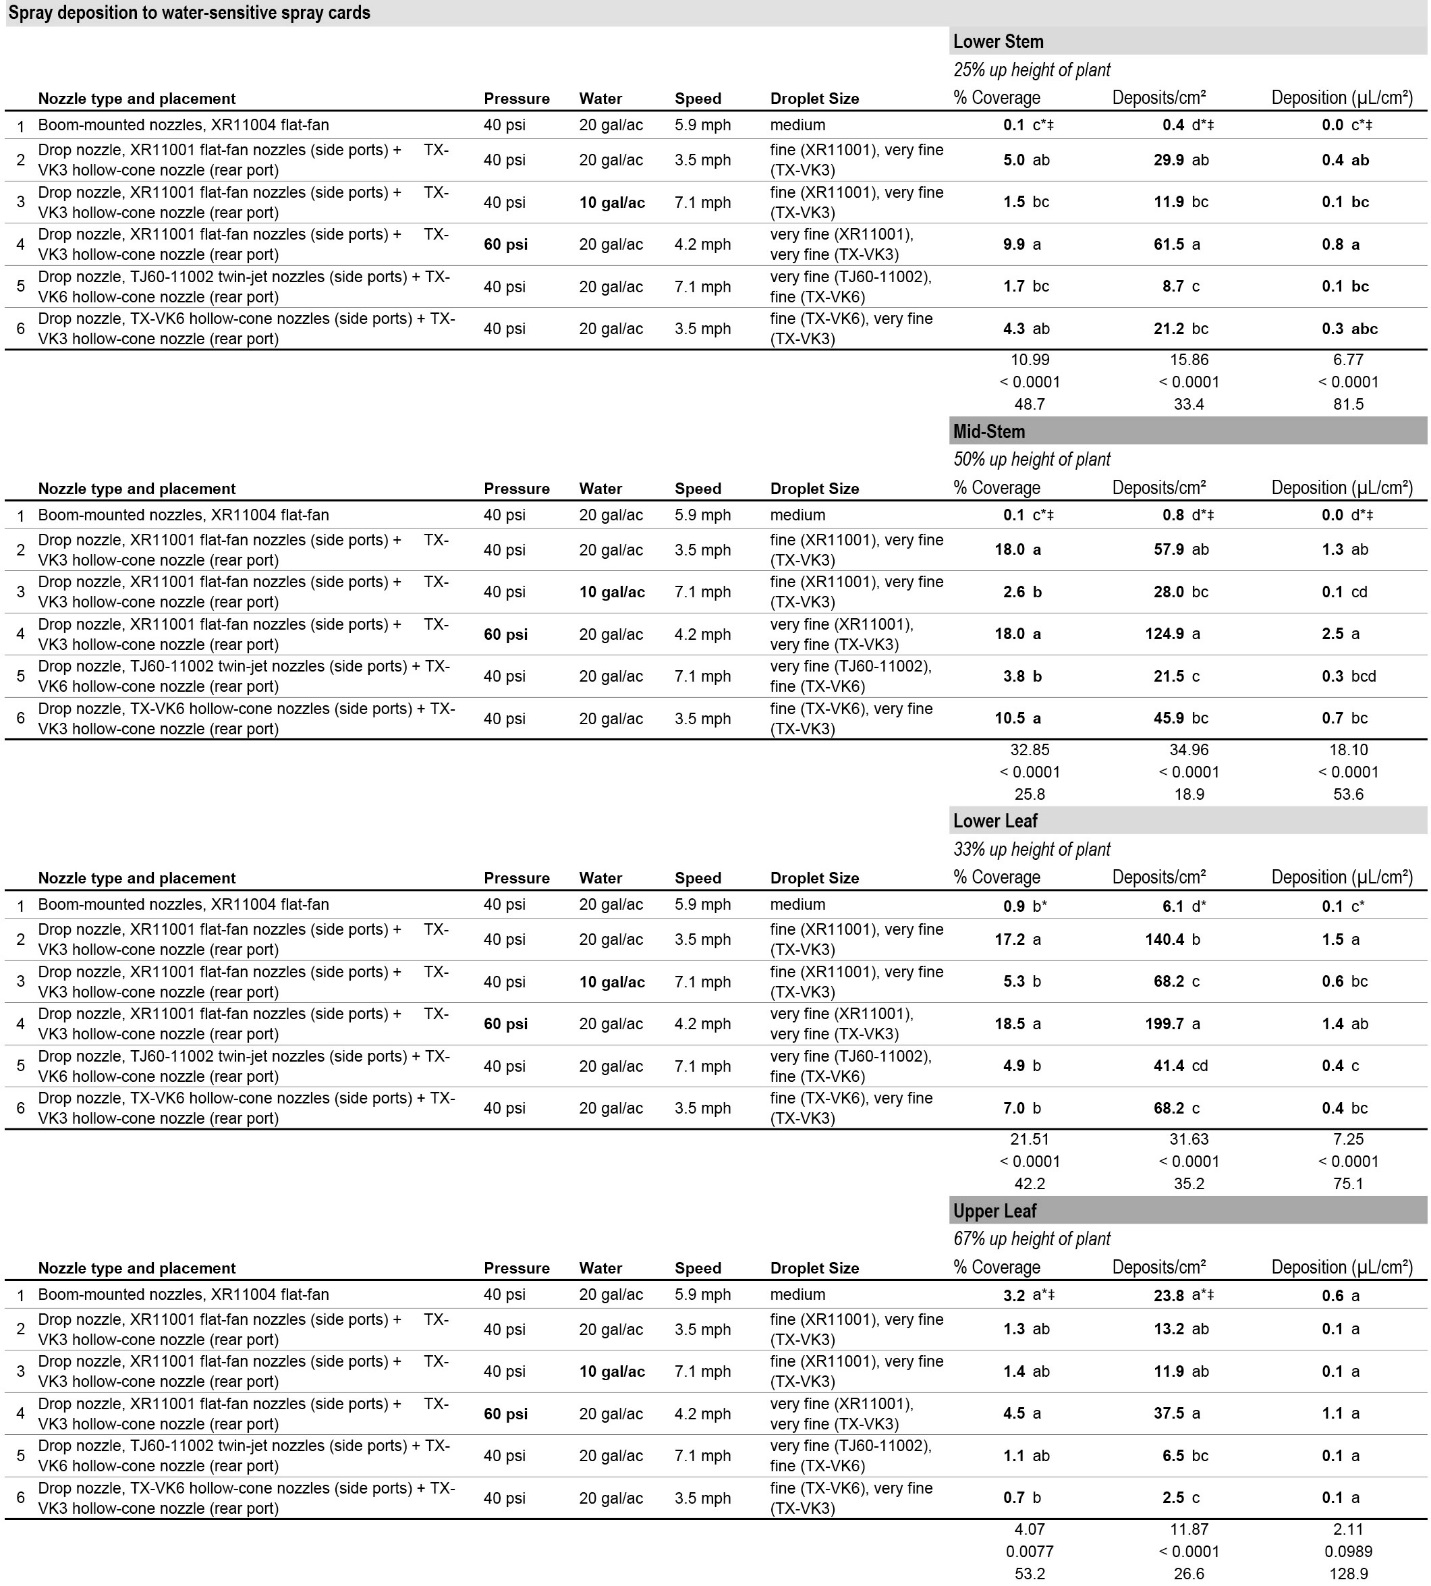 Spray deposition to water-sensitive spray cards
Lower Stem
25% up height of plant
Nozzle type and placement Pressure Water Speed Droplet Size % Coverage Deposits/cm² Deposition (µL/cm²)
1 Boom-mounted nozzles, XR11004 flat-fan 40 psi 20 gal/ac 5.9 mph medium 0.1 c*‡ 0.4 d*‡ 0.0 c*‡
2 Drop nozzle, XR11001 flat-fan nozzles (side ports) + TX-VK3 hollow-cone nozzle (rear port) 40 psi 20 gal/ac 3.5 mph fine (XR11001), very fine (TX-VK3) 5.0 ab 29.9 ab 0.4 ab
3 Drop nozzle, XR11001 flat-fan nozzles (side ports) + TX-VK3 hollow-cone nozzle (rear port) 40 psi 10 gal/ac 7.1 mph fine (XR11001), very fine (TX-VK3) 1.5 bc 11.9 bc 0.1 bc
4 Drop nozzle, XR11001 flat-fan nozzles (side ports) + TX-VK3 hollow-cone nozzle (rear port) 60 psi 20 gal/ac 4.2 mph very fine (XR11001), very fine (TX-VK3) 9.9 a 61.5 a 0.8 a
5 Drop nozzle, TJ60-11002 twin-jet nozzles (side ports) + TX-VK6 hollow-cone nozzle (rear port) 40 psi 20 gal/ac 7.1 mph very fine (TJ60-11002), fine (TX-VK6) 1.7 bc 8.7 c 0.1 bc
6 Drop nozzle, TX-VK6 hollow-cone nozzles (side ports) + TX-VK3 hollow-cone nozzle (rear port) 40 psi 20 gal/ac 3.5 mph fine (TX-VK6), very fine (TX-VK3) 4.3 ab 21.2 bc 0.3 abc
10.99 15.86 6.77
< 0.0001 < 0.0001 < 0.0001
48.7 33.4 81.5
Mid-Stem
50% up height of plant
Nozzle type and placement Pressure Water Speed Droplet Size % Coverage Deposits/cm² Deposition (µL/cm²)
1 Boom-mounted nozzles, XR11004 flat-fan 40 psi 20 gal/ac 5.9 mph medium 0.1 c*‡ 0.8 d*‡ 0.0 d*‡
2 Drop nozzle, XR11001 flat-fan nozzles (side ports) + TX-VK3 hollow-cone nozzle (rear port) 40 psi 20 gal/ac 3.5 mph fine (XR11001), very fine (TX-VK3) 18.0 a 57.9 ab 1.3 ab
3 Drop nozzle, XR11001 flat-fan nozzles (side ports) + TX-VK3 hollow-cone nozzle (rear port) 40 psi 10 gal/ac 7.1 mph fine (XR11001), very fine (TX-VK3) 2.6 b 28.0 bc 0.1 cd
4 Drop nozzle, XR11001 flat-fan nozzles (side ports) + TX-VK3 hollow-cone nozzle (rear port) 60 psi 20 gal/ac 4.2 mph very fine (XR11001), very fine (TX-VK3) 18.0 a 124.9 a 2.5 a
5 Drop nozzle, TJ60-11002 twin-jet nozzles (side ports) + TX-VK6 hollow-cone nozzle (rear port) 40 psi 20 gal/ac 7.1 mph very fine (TJ60-11002), fine (TX-VK6) 3.8 b 21.5 c 0.3 bcd
6 Drop nozzle, TX-VK6 hollow-cone nozzles (side ports) + TX-VK3 hollow-cone nozzle (rear port) 40 psi 20 gal/ac 3.5 mph fine (TX-VK6), very fine (TX-VK3) 10.5 a 45.9 bc 0.7 bc
32.85 34.96 18.10
< 0.0001 < 0.0001 < 0.0001
25.8 18.9 53.6
Lower Leaf
33% up height of plant
Nozzle type and placement Pressure Water Speed Droplet Size % Coverage Deposits/cm² Deposition (µL/cm²)
1 Boom-mounted nozzles, XR11004 flat-fan 40 psi 20 gal/ac 5.9 mph medium 0.9 b* 6.1 d* 0.1 c*
2 Drop nozzle, XR11001 flat-fan nozzles (side ports) + TX-VK3 hollow-cone nozzle (rear port) 40 psi 20 gal/ac 3.5 mph fine (XR11001), very fine (TX-VK3) 17.2 a 140.4 b 1.5 a
3 Drop nozzle, XR11001 flat-fan nozzles (side ports) + TX-VK3 hollow-cone nozzle (rear port) 40 psi 10 gal/ac 7.1 mph fine (XR11001), very fine (TX-VK3) 5.3 b 68.2 c 0.6 bc
4 Drop nozzle, XR11001 flat-fan nozzles (side ports) + TX-VK3 hollow-cone nozzle (rear port) 60 psi 20 gal/ac 4.2 mph very fine (XR11001), very fine (TX-VK3) 18.5 a 199.7 a 1.4 ab
5 Drop nozzle, TJ60-11002 twin-jet nozzles (side ports) + TX-VK6 hollow-cone nozzle (rear port) 40 psi 20 gal/ac 7.1 mph very fine (TJ60-11002), fine (TX-VK6) 4.9 b 41.4 cd 0.4 c
6 Drop nozzle, TX-VK6 hollow-cone nozzles (side ports) + TX-VK3 hollow-cone nozzle (rear port) 40 psi 20 gal/ac 3.5 mph fine (TX-VK6), very fine (TX-VK3) 7.0 b 68.2 c 0.4 bc
21.51 31.63 7.25
< 0.0001 < 0.0001 < 0.0001
42.2 35.2 75.1
Upper Leaf
67% up height of plant
Nozzle type and placement Pressure Water Speed Droplet Size % Coverage Deposits/cm² Deposition (µL/cm²)
1 Boom-mounted nozzles, XR11004 flat-fan 40 psi 20 gal/ac 5.9 mph medium 3.2 a*‡ 23.8 a*‡ 0.6 a
2 Drop nozzle, XR11001 flat-fan nozzles (side ports) + TX-VK3 hollow-cone nozzle (rear port) 40 psi 20 gal/ac 3.5 mph fine (XR11001), very fine (TX-VK3) 1.3 ab 13.2 ab 0.1 a
3 Drop nozzle, XR11001 flat-fan nozzles (side ports) + TX-VK3 hollow-cone nozzle (rear port) 40 psi 10 gal/ac 7.1 mph fine (XR11001), very fine (TX-VK3) 1.4 ab 11.9 ab 0.1 a
4 Drop nozzle, XR11001 flat-fan nozzles (side ports) + TX-VK3 hollow-cone nozzle (rear port) 60 psi 20 gal/ac 4.2 mph very fine (XR11001), very fine (TX-VK3) 4.5 a 37.5 a 1.1 a
5 Drop nozzle, TJ60-11002 twin-jet nozzles (side ports) + TX-VK6 hollow-cone nozzle (rear port) 40 psi 20 gal/ac 7.1 mph very fine (TJ60-11002), fine (TX-VK6) 1.1 ab 6.5 bc 0.1 a
6 Drop nozzle, TX-VK6 hollow-cone nozzles (side ports) + TX-VK3 hollow-cone nozzle (rear port) 40 psi 20 gal/ac 3.5 mph fine (TX-VK6), very fine (TX-VK3) 0.7 b 2.5 c 0.1 a
4.07 11.87 2.11
0.0077 < 0.0001 0.0989
53.2 26.6 128.9